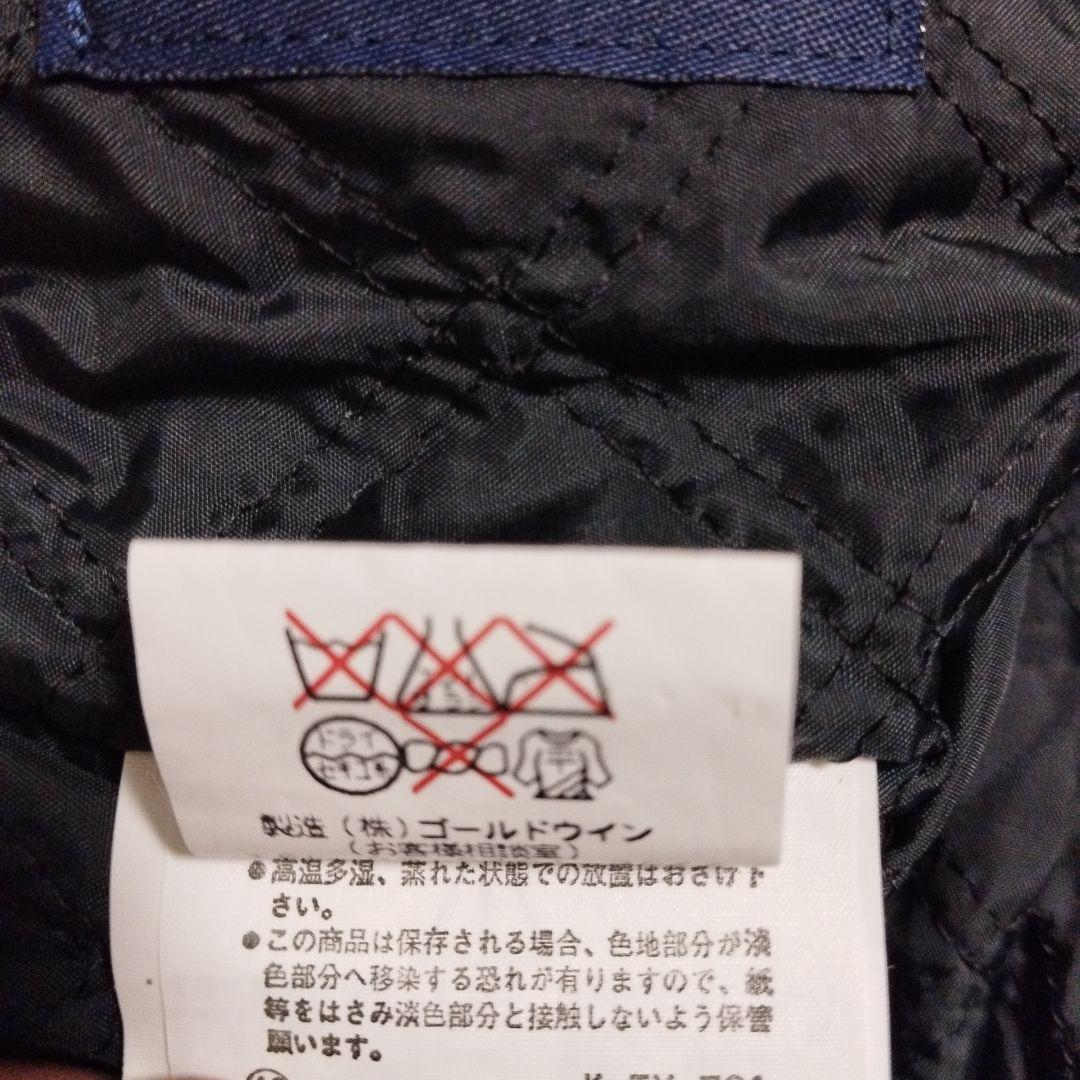 ドライ
セキユ系
製造(株)ゴールドウイン
(お客様相談室)
●高温多湿、蒸れた状態での放置はおさけ下
さい。
●この商品は保存される場合、色地部分が淡
色部分へ移染する恐れが有りますので、紙
等をはさみ淡色部分と接触しないよう保管
願います。